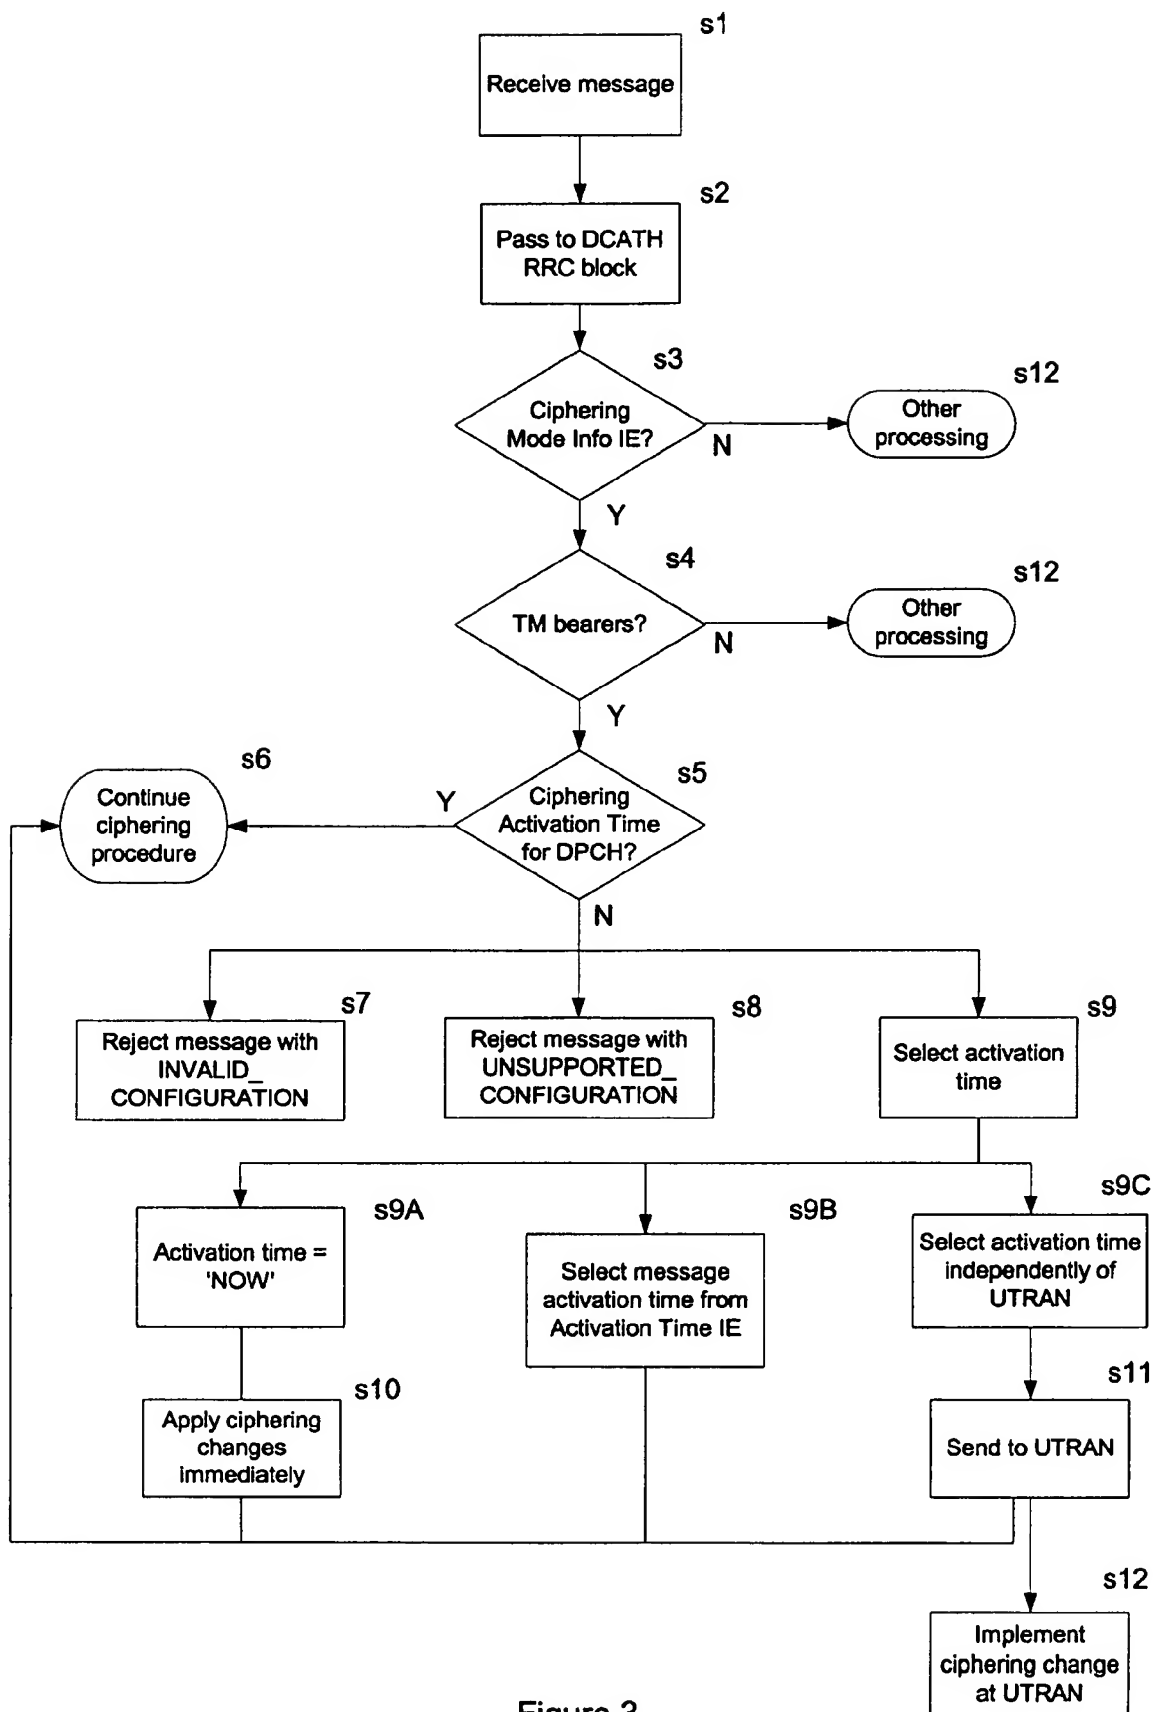 s1
Receive message
s2
Pass to DCATH
RRC block
s3
Ciphering
Mode Info IE?
N
s12
Other
processing
Y
s4
TM bearers?
N
s12
Other
processing
Y
s5
Ciphering
Activation Time
for DPCH?
Y
s6
Continue
ciphering
procedure
N
s7
Reject message with
INVALID_
CONFIGURATION
s8
Reject message with
UNSUPPORTED_
CONFIGURATION
s9
Select activation
time
s9A
Activation time =
'NOW'
s9B
Select message
activation time from
Activation Time IE
s9C
Select activation time
independently of
UTRAN
s10
Apply ciphering
changes
immediately
s11
Send to UTRAN
s12
Implement
ciphering change
at UTRAN
Figure